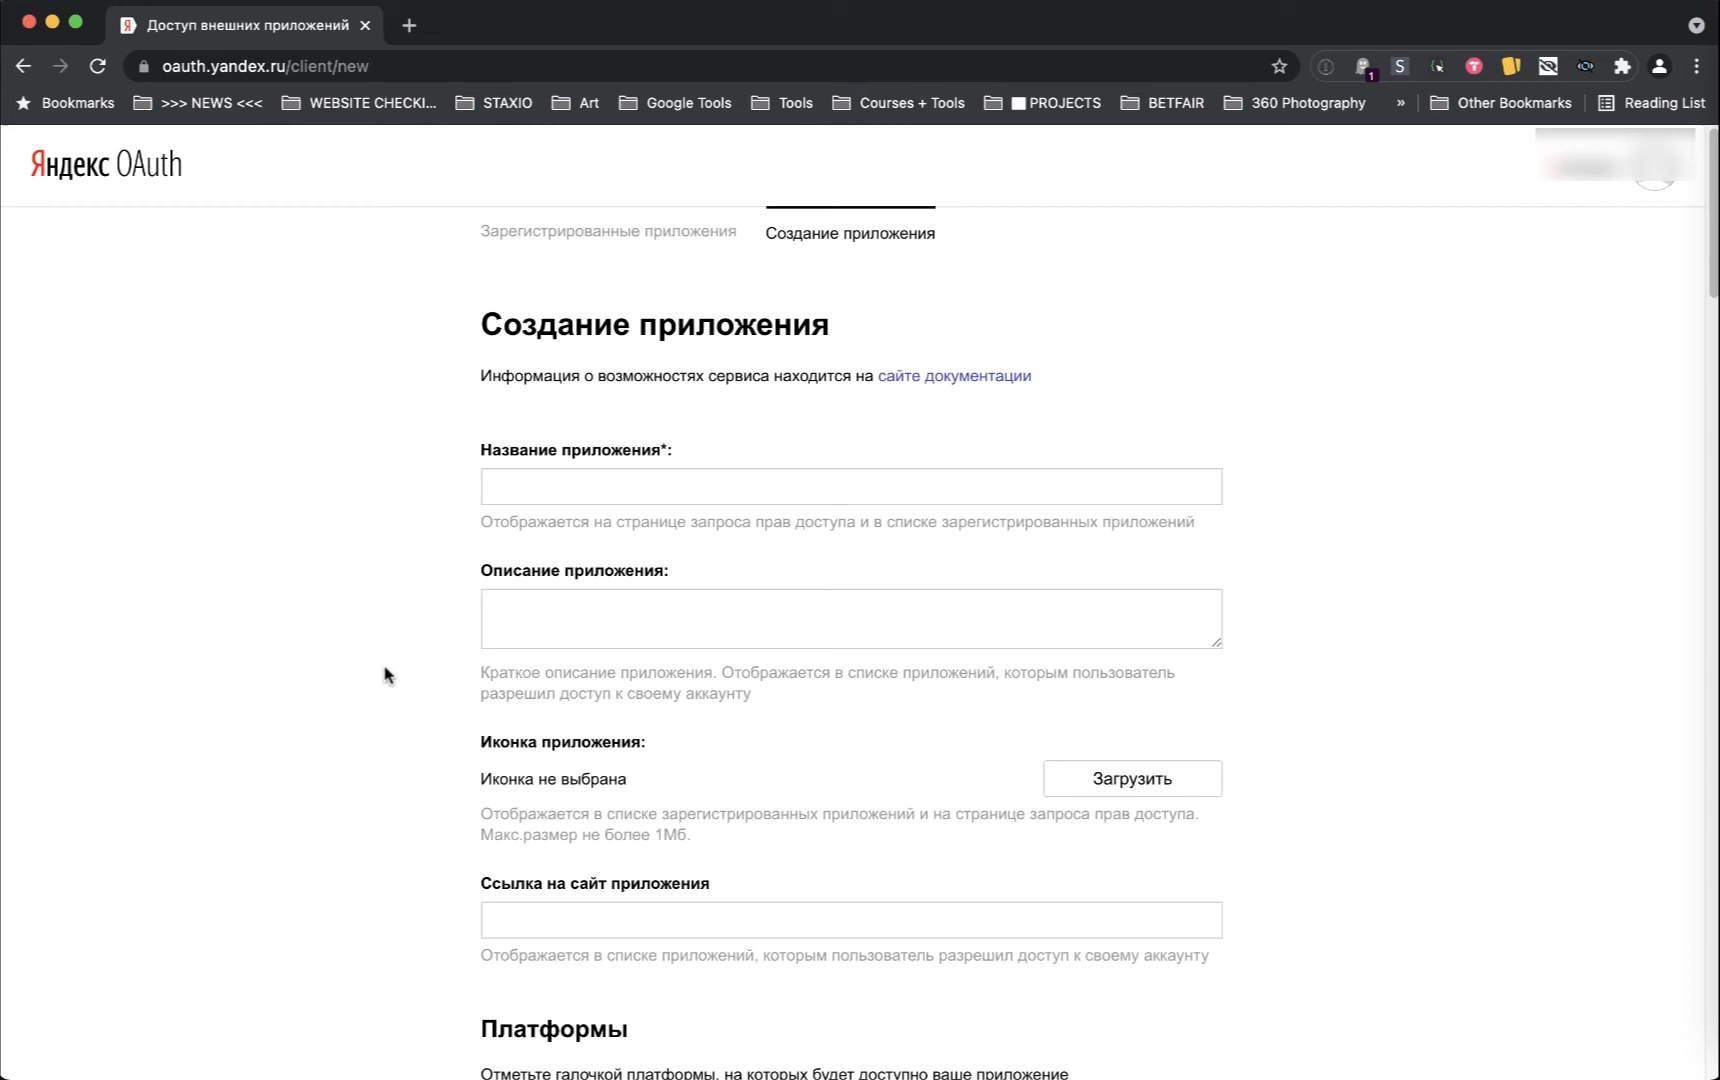 Доступ внешних приложений
oauth.yandex.ru/client/new
S
1
Bookmarks
>>> NEWS <<<
WEBSITE CHECKI...
STAXIO
Art
Google Tools
Tools
Courses + Tools
PROJECTS
BETFAIR
360 Photography
»
Other Bookmarks
Reading List
Яндекс OAuth
Зарегистрированные приложения
Создание приложения
Создание приложения
Информация о возможностях сервиса находится на сайте документации
Название приложения*:
Отображается на странице запроса прав доступа и в списке зарегистрированных приложений
Описание приложения:
Краткое описание приложения. Отображается в списке приложений, которым пользователь
разрешил доступ к своему аккаунту
Иконка приложения:
Иконка не выбрана
Загрузить
Отображается в списке зарегистрированных приложений и на странице запроса прав доступа.
Макс.размер не более 1Мб.
Ссылка на сайт приложения
Отображается в списке приложений, которым пользователь разрешил доступ к своему аккаунту
Платформы
Отметьте галочкой платформы, на которых будет доступно ваше приложение